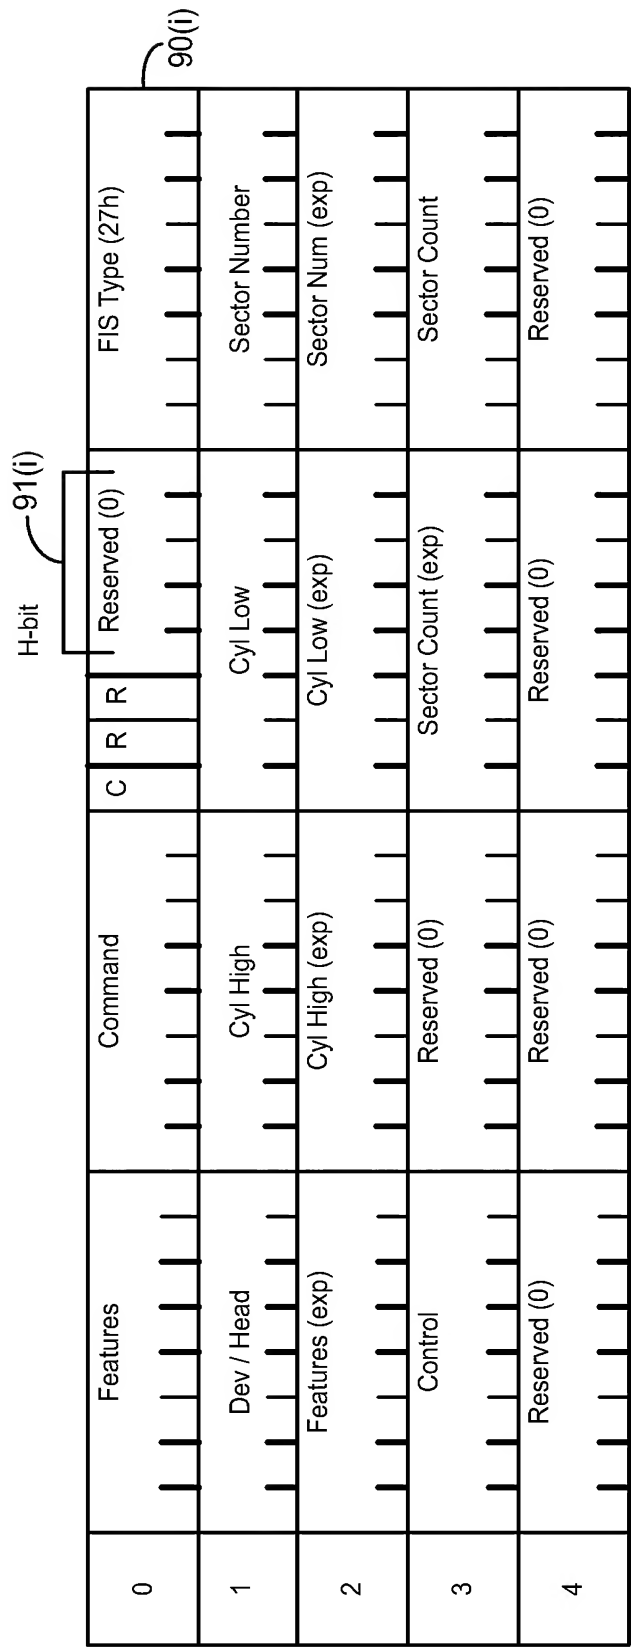 H-bit
91(i)
90(i)
0
Features
Command
C
R
R
Reserved (0)
FIS Type (27h)
1
Dev / Head
Cyl High
Cyl Low
Sector Number
2
Features (exp)
Cyl High (exp)
Cyl Low (exp)
Sector Num (exp)
3
Control
Reserved (0)
Sector Count (exp)
Sector Count
4
Reserved (0)
Reserved (0)
Reserved (0)
Reserved (0)